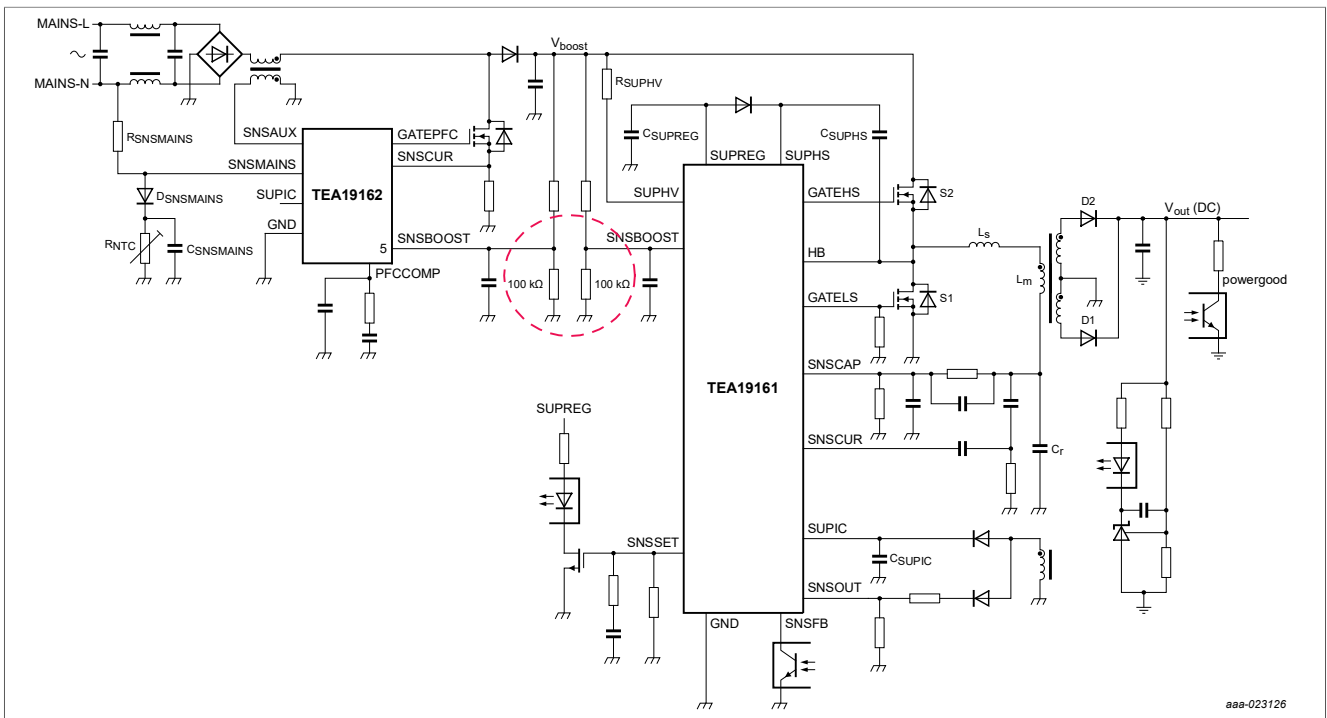 MAINS-L
MAINS-N
Vboost
RSUPHV
RSNSMAINS
SNSAUX
GATEPFC
SNSCUR
CSUPREG
CSUPHS
SUPREG
SUPHS
SNSMAINS
TEA19162
DSNSMAINS
SUPIC
GND
RNTC
CSNSMAINS
5
SNSBOOST
PFCCOMP
100 kΩ
100 kΩ
SNSBOOST
SUPHV
GATEHS
S2
HB
Ls
Lm
D2
Vout (DC)
powergood
GATELS
S1
D1
TEA19161
SNSCAP
SNSCUR
Cr
SUPREG
SNSSET
SUPIC
CSUPIC
SNSOUT
GND
SNSFB
aaa-023126